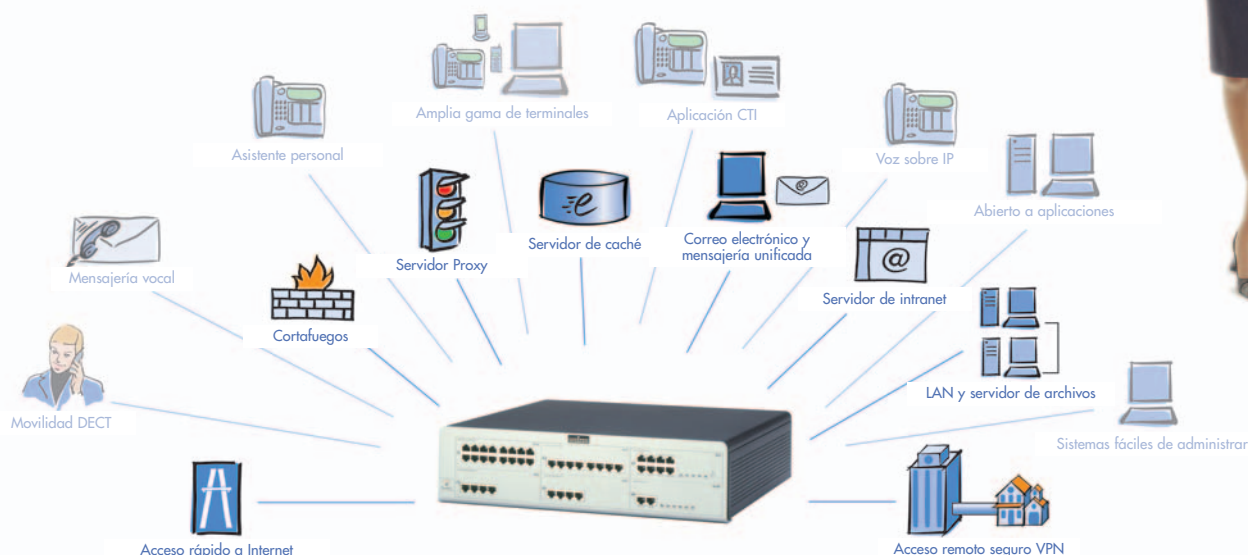 Amplia gama de terminales
Aplicación CTI
Asistente personal
Voz sobre IP
Abierto a aplicaciones
Servidor Proxy
Servidor de caché
Correo electrónico y
mensajería unificada
Mensajería vocal
Cortafuegos
Servidor de intranet
@
LAN y servidor de archivos
Movilidad DECT
Sistemas fáciles de administrar
Acceso rápido a Internet
Acceso remoto seguro VPN